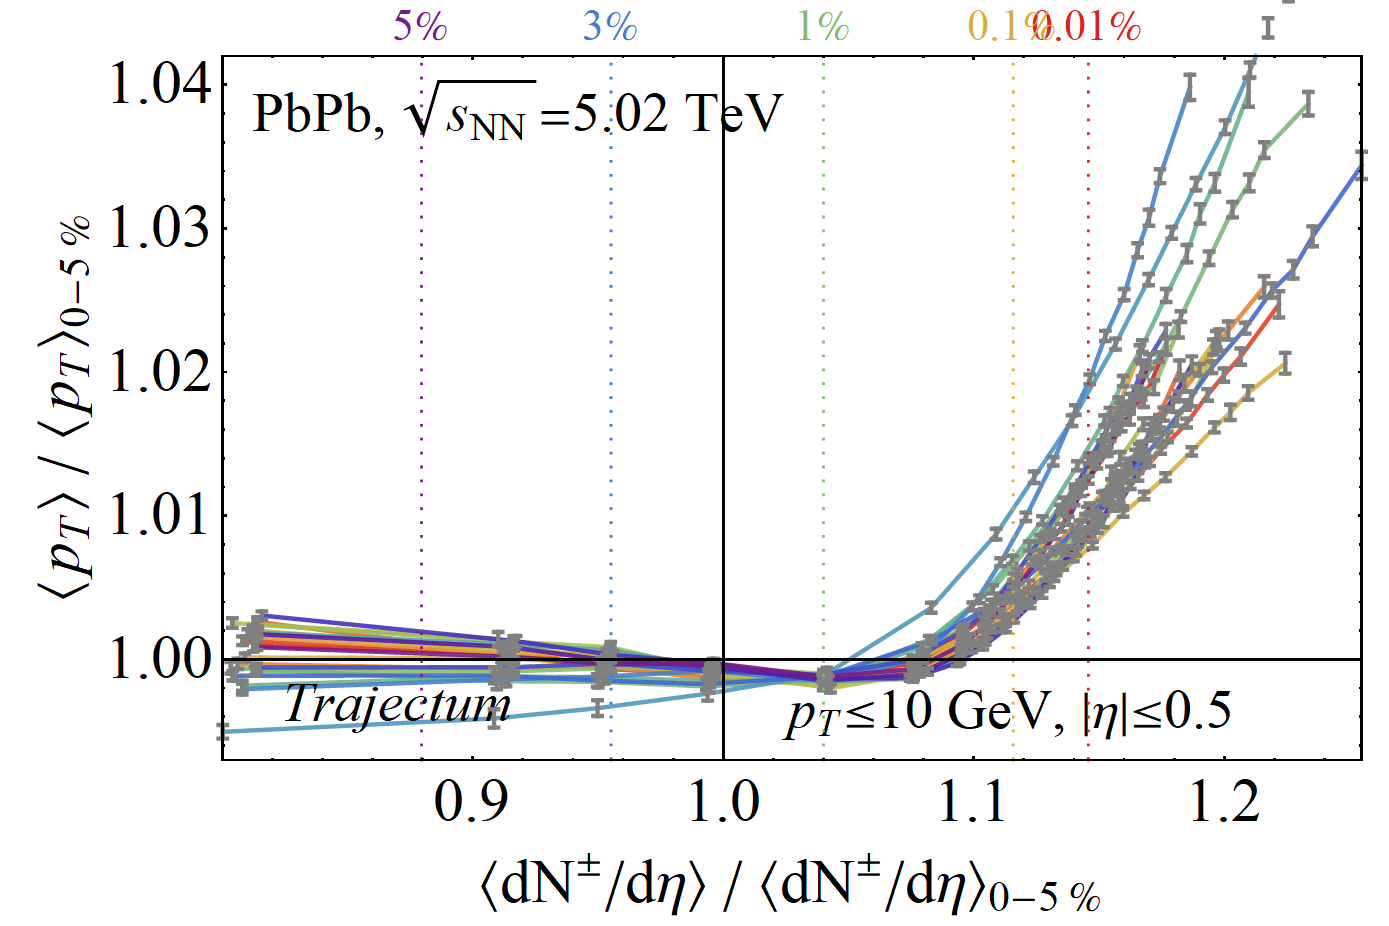 5% 3% 1% 0.1% 0.01%
PbPb, √sNN =5.02 TeV
1.04
1.03
1.02
1.01
1.00
⟨pT⟩ / ⟨pT⟩0−5 %
Trajectum
pT≤10 GeV, |η|≤0.5
0.9 1.0 1.1 1.2
⟨dN±/dη⟩ / ⟨dN±/dη⟩0−5 %